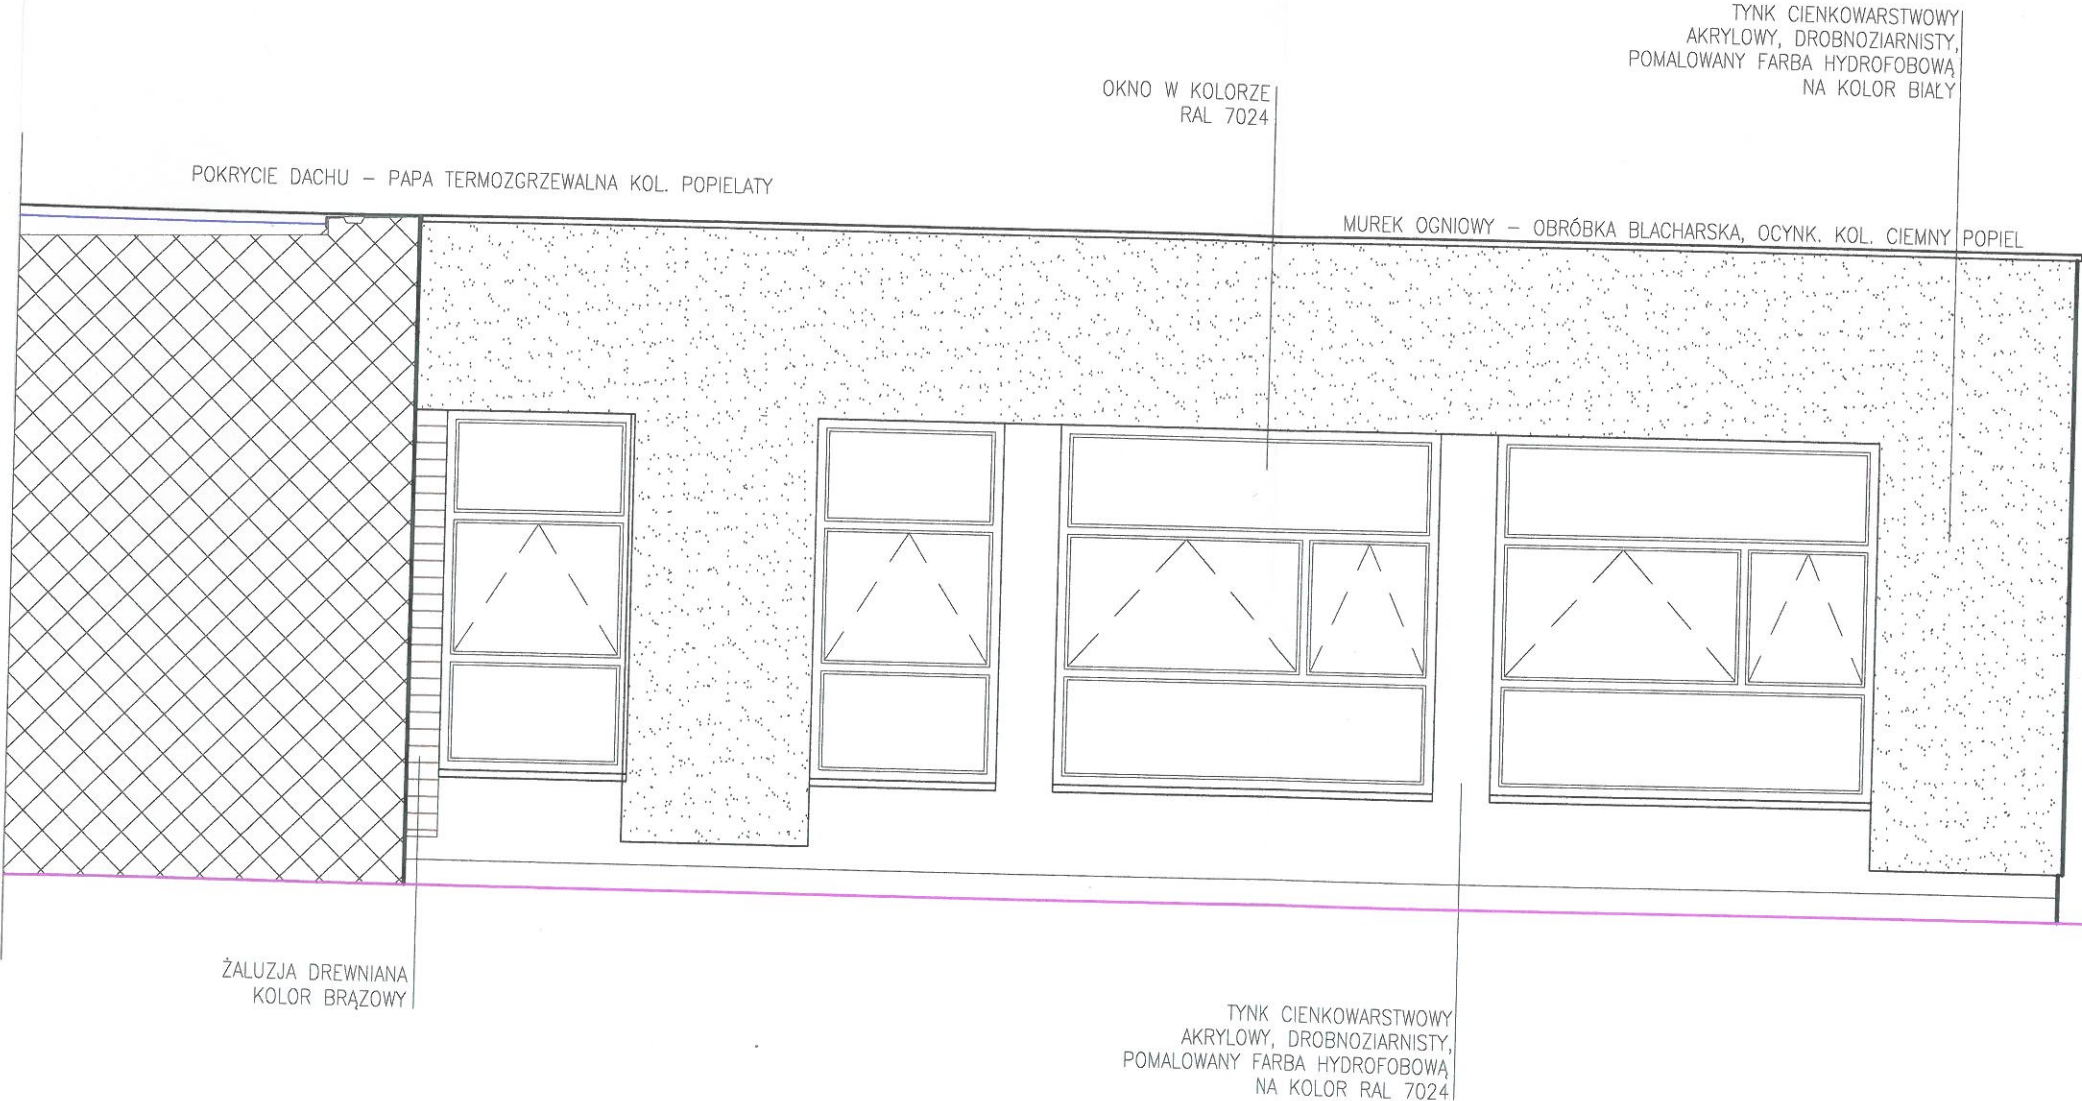 TYNK CIENKOWARSTWOWY
AKRYLOWY, DROBNOZIARNISTY,
POMALOWANY FARBA HYDROFOBOWĄ
NA KOLOR BIAŁY
OKNO W KOLORZE
RAL 7024
POKRYCIE DACHU – PAPA TERMOZGRZEWALNA KOL. POPIELATY
MUREK OGNIOWY – OBRÓBKA BLACHARSKA, OCYNK. KOL. CIEMNY POPIEL
ŻALUZJA DREWNIANA
KOLOR BRĄZOWY
TYNK CIENKOWARSTWOWY
AKRYLOWY, DROBNOZIARNISTY,
POMALOWANY FARBA HYDROFOBOWĄ
NA KOLOR RAL 7024